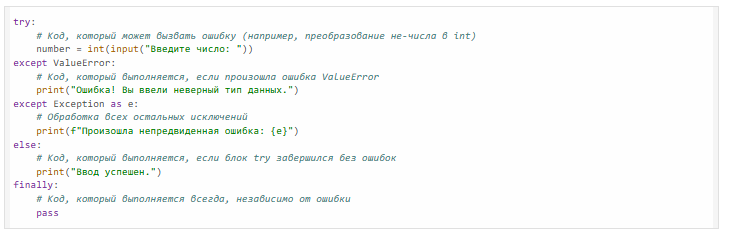 try:
    # Код, который может вызвать ошибку (например, преобразование не-числа в int)
    number = int(input("Введите число: "))
except ValueError:
    # Код, который выполняется, если произошла ошибка ValueError
    print("Ошибка! Вы ввели неверный тип данных.")
except Exception as e:
    # Обработка всех остальных исключений
    print(f"Произошла непредвиденная ошибка: {e}")
else:
    # Код, который выполняется, если блок try завершился без ошибок
    print("Ввод успешен.")
finally:
    # Код, который выполняется всегда, независимо от ошибки
    pass